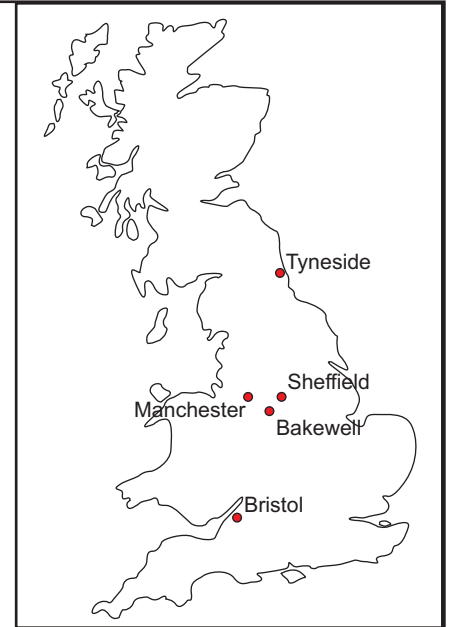 Tyneside
Sheffield
Manchester
Bakewell
Bristol